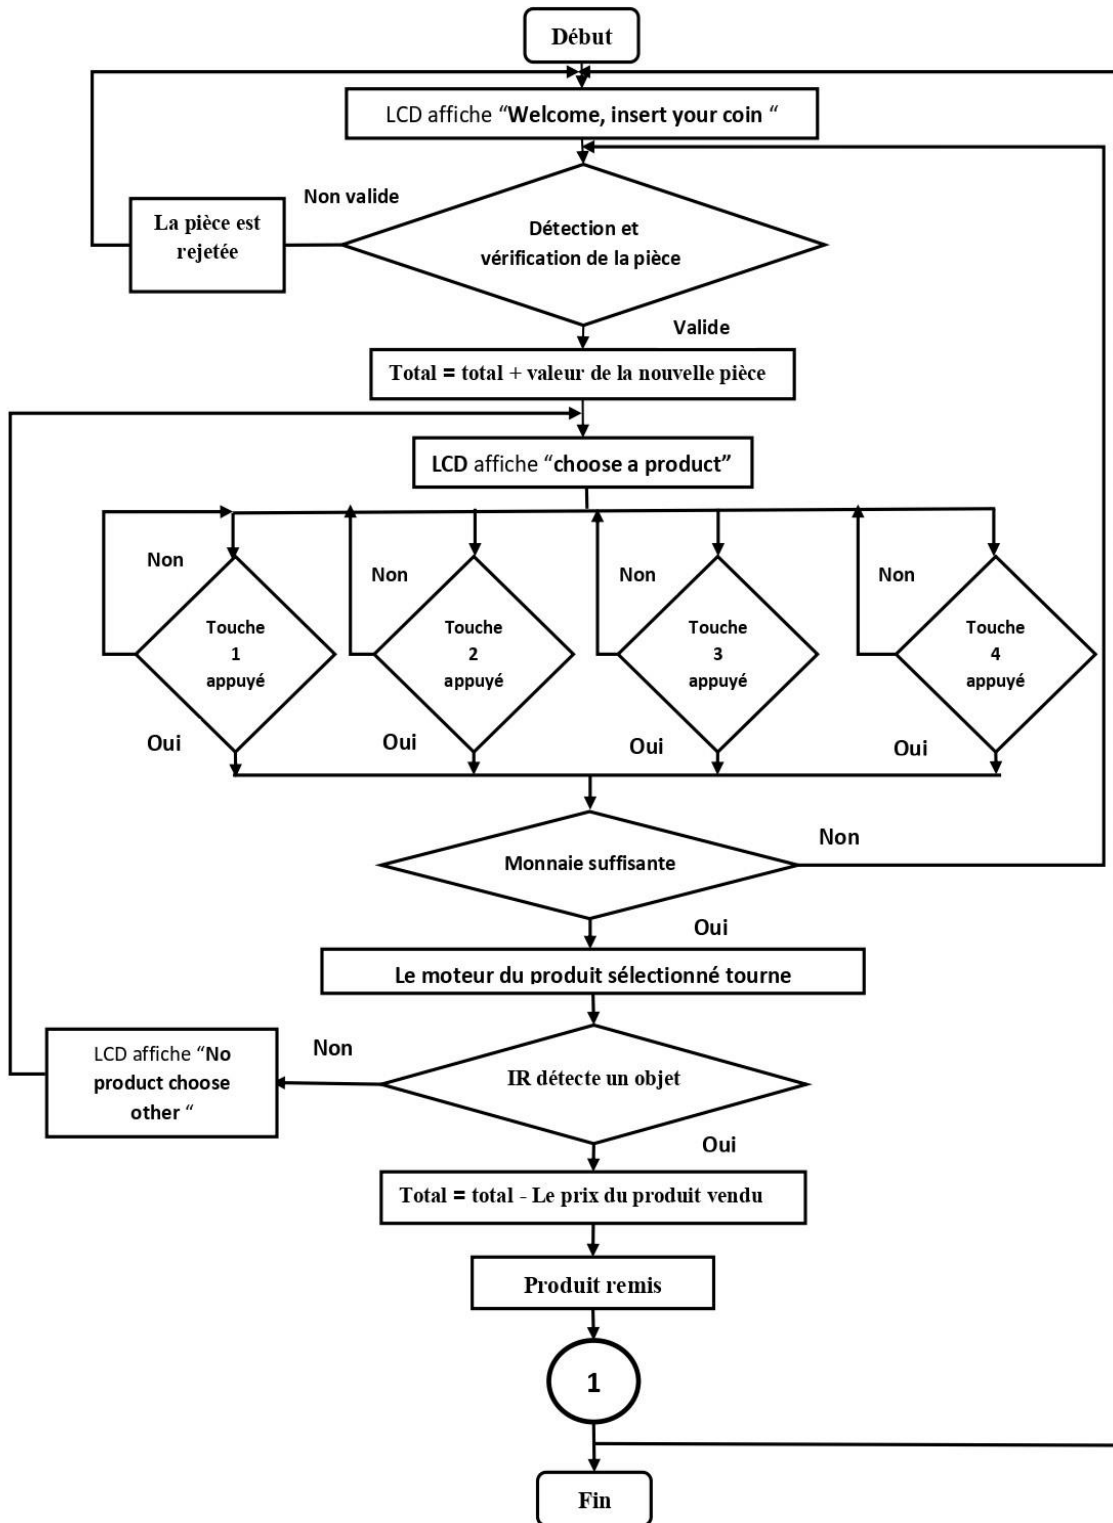 Début
LCD affiche “Welcome, insert your coin “
Non valide
La pièce est
rejetée
Détection et
vérification de la pièce
Valide
Total = total + valeur de la nouvelle pièce
LCD affiche “choose a product”
Non
Non
Non
Non
Touche
1
appuyé
Touche
2
appuyé
Touche
3
appuyé
Touche
4
appuyé
Oui
Oui
Oui
Oui
Monnaie suffisante
Non
Oui
Le moteur du produit sélectionné tourne
LCD affiche “No
product choose
other “
Non
IR détecte un objet
Oui
Total = total - Le prix du produit vendu
Produit remis
1
Fin